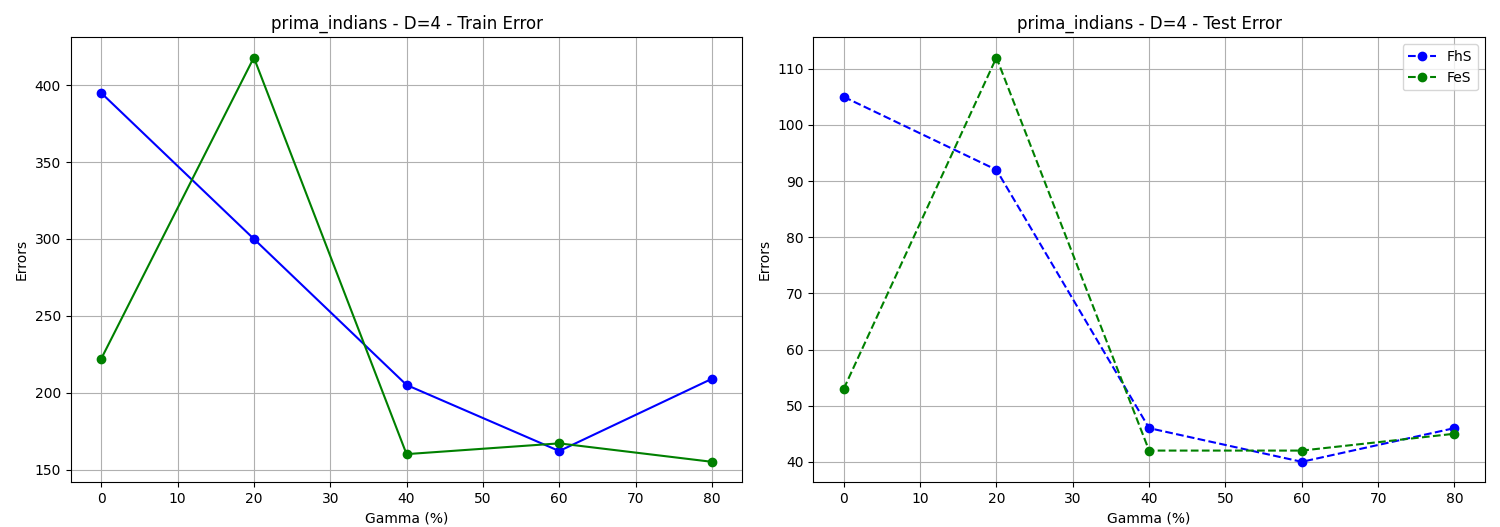 prima_indians - D=4 - Train Error
400
350
300
250
200
150
Errors
0 10 20 30 40 50 60 70 80
Gamma (%)
prima_indians - D=4 - Test Error
FhS
FeS
110
100
90
80
70
60
50
40
Errors
0 10 20 30 40 50 60 70 80
Gamma (%)